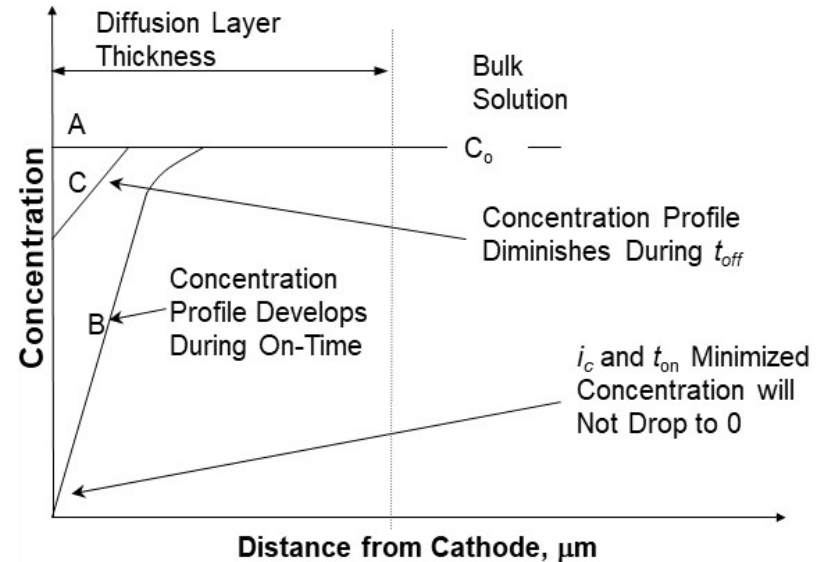 Diffusion Layer
Thickness
Bulk
Solution
A
Cₒ
C
Concentration
Concentration Profile
Diminishes During t_off
Concentration
Profile Develops
During On-Time
B
i_c and t_on Minimized
Concentration will
Not Drop to 0
Distance from Cathode, μm